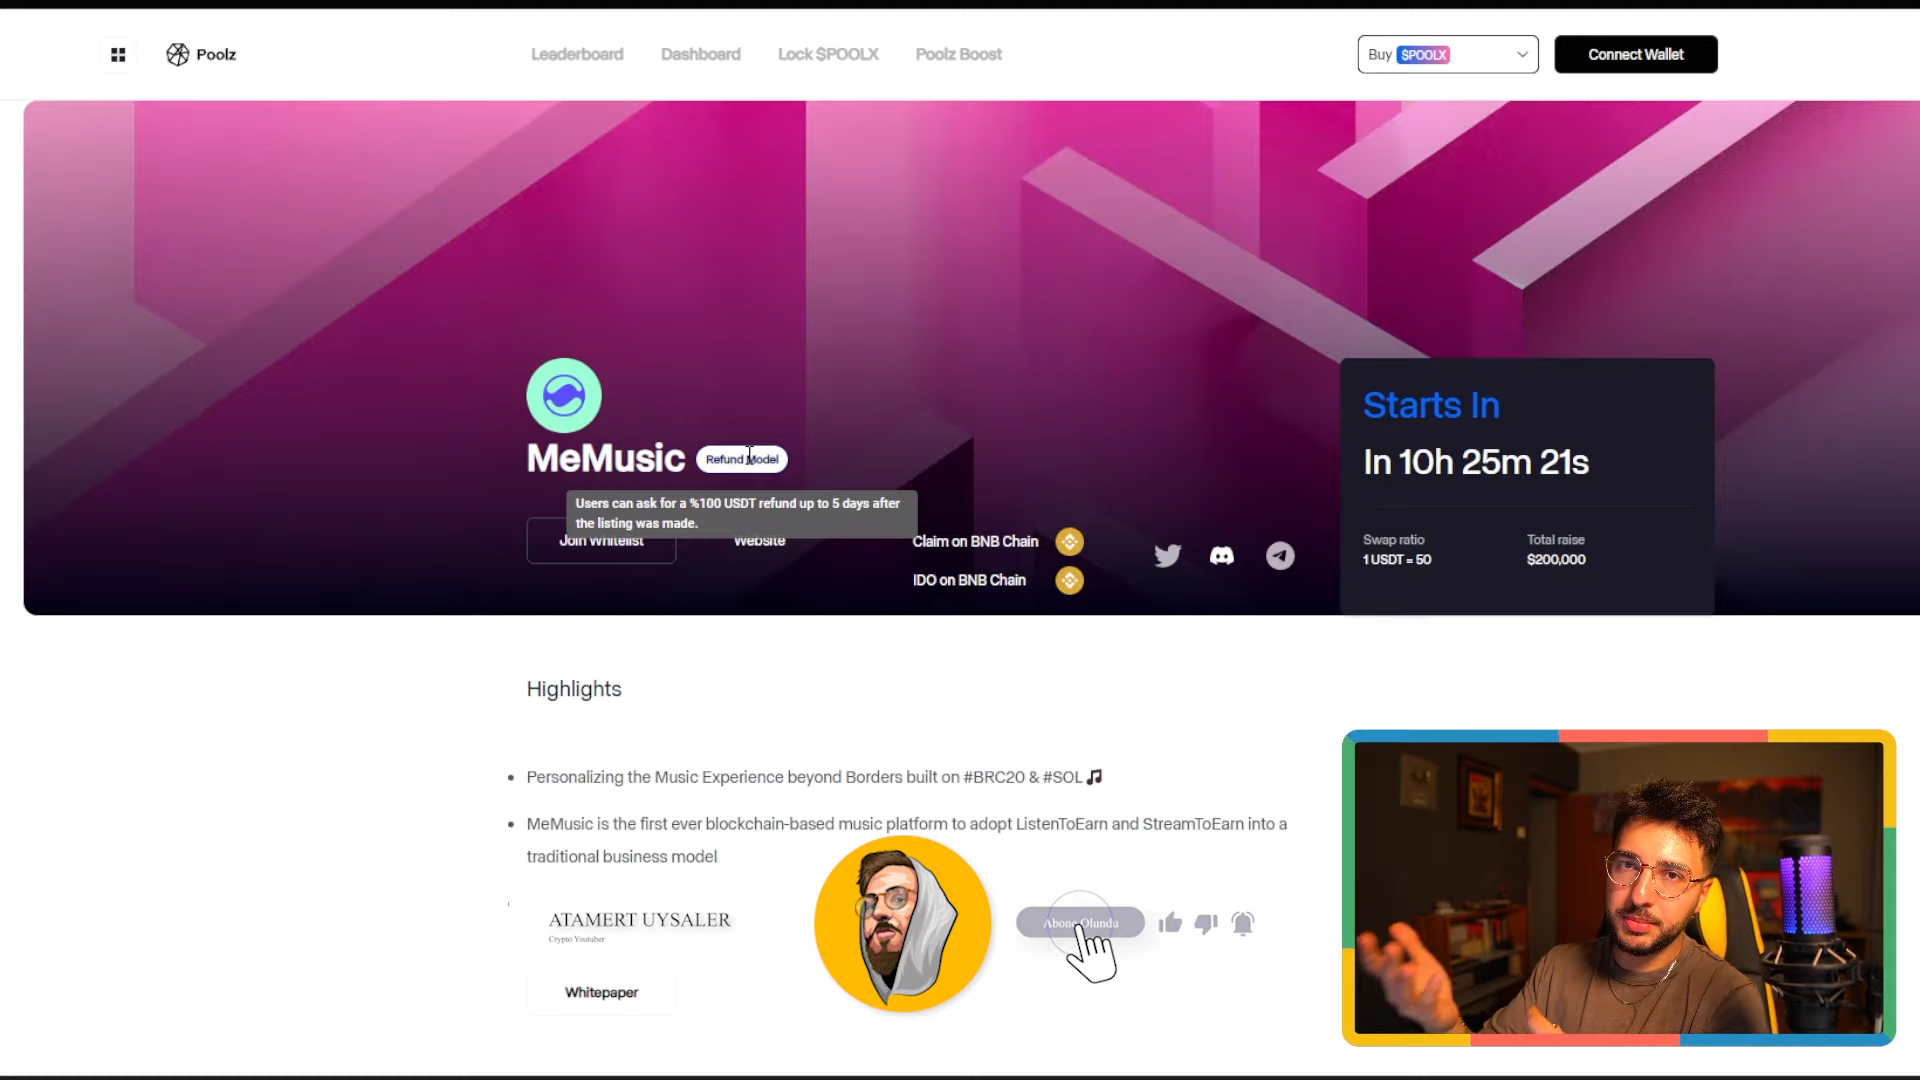 Poolz
Leaderboard
Dashboard
Lock $POOLX
Poolz Boost
Buy $POOLX
Connect Wallet
MeMusic
Refund Model
Users can ask for a %100 USDT refund up to 5 days after
the listing was made.
Join Whitelist
Website
Claim on BNB Chain
IDO on BNB Chain
Starts In
In 10h 25m 21s
Swap ratio
1 USDT = 50
Total raise
$200,000
Highlights
Personalizing the Music Experience beyond Borders built on #BRC20 & #SOL
MeMusic is the first ever blockchain-based music platform to adopt ListenToEarn and StreamToEarn into a
traditional business model
ATAMERT UYSALER
Crypto Youtuber
Abone Olundu
Whitepaper